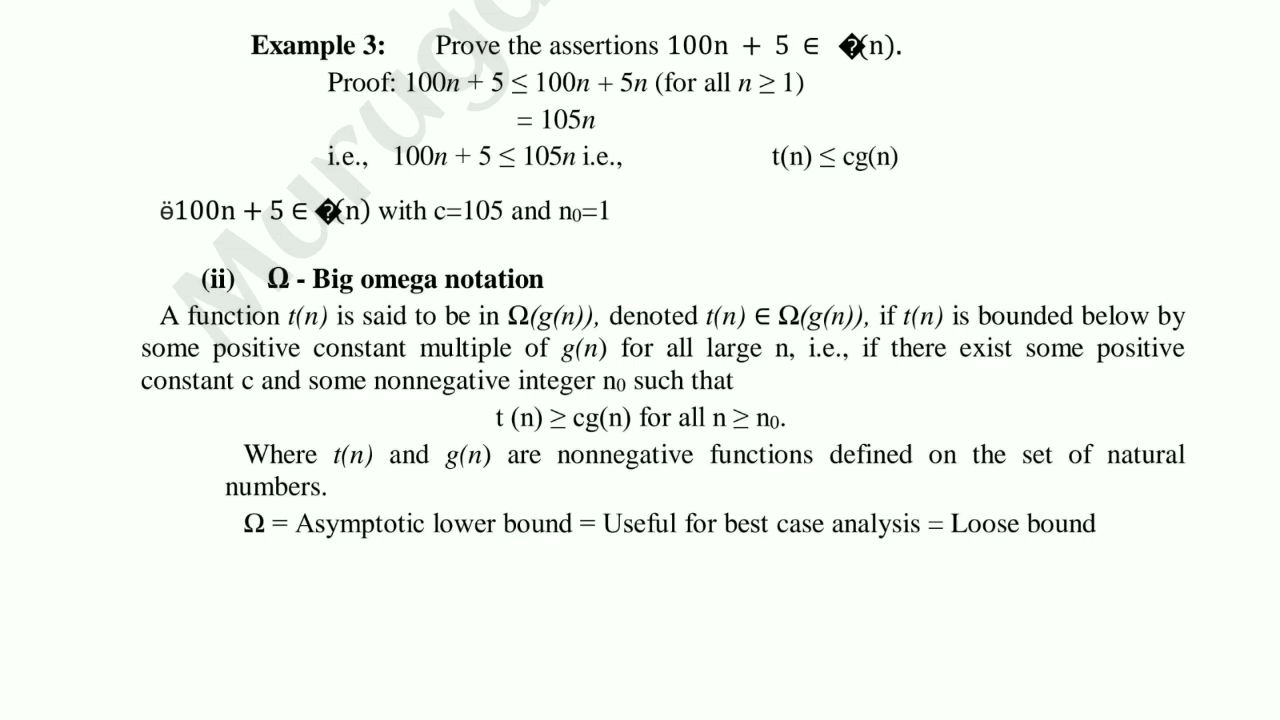 Example 3: Prove the assertions 100n + 5 ∈ �(n).
Proof: 100n + 5 ≤ 100n + 5n (for all n ≥ 1)
= 105n
i.e., 100n + 5 ≤ 105n i.e., t(n) ≤ cg(n)
ӫ100n + 5 ∈ �(n) with c=105 and n₀=1
(ii) Ω - Big omega notation
A function t(n) is said to be in Ω(g(n)), denoted t(n) ∈ Ω(g(n)), if t(n) is bounded below by
some positive constant multiple of g(n) for all large n, i.e., if there exist some positive
constant c and some nonnegative integer n₀ such that
t (n) ≥ cg(n) for all n ≥ n₀.
Where t(n) and g(n) are nonnegative functions defined on the set of natural
numbers.
Ω = Asymptotic lower bound = Useful for best case analysis = Loose bound